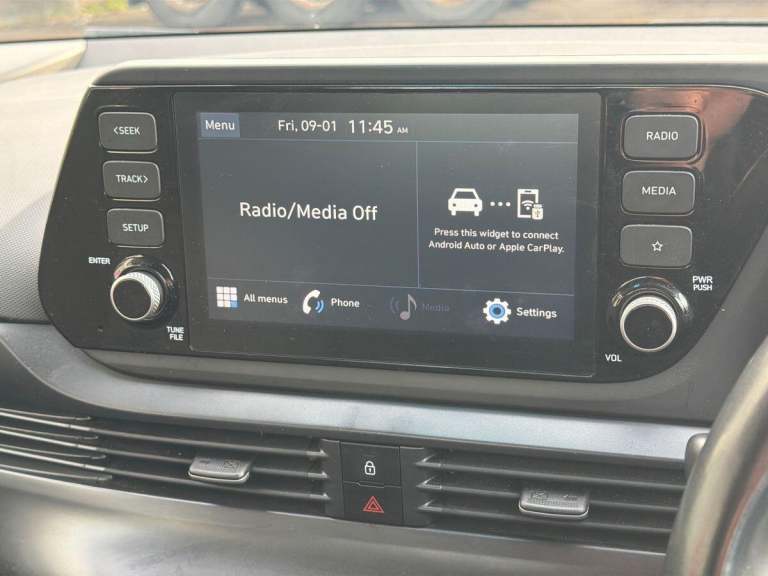 <SEEK
TRACK>
SETUP
ENTER
TUNE
FILE
Menu
Fri, 09-01 11:45 AM
Radio/Media Off
Press this widget to connect
Android Auto or Apple CarPlay.
All menus
Phone
Media
Settings
RADIO
MEDIA
PWR
PUSH
VOL